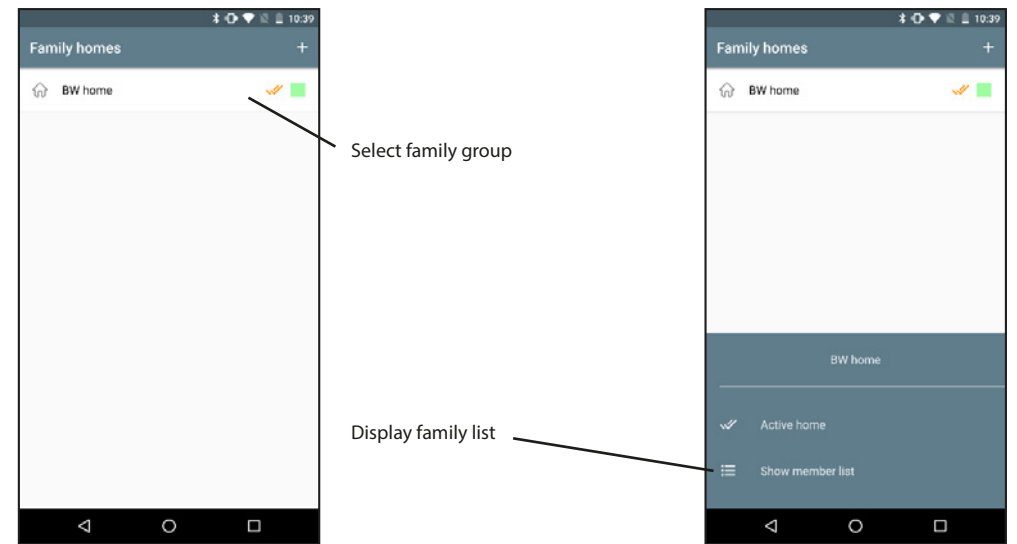 10:39
Family homes +
BW home
Select family group
Display family list
10:39
Family homes +
BW home
BW home
Active home
Show member list